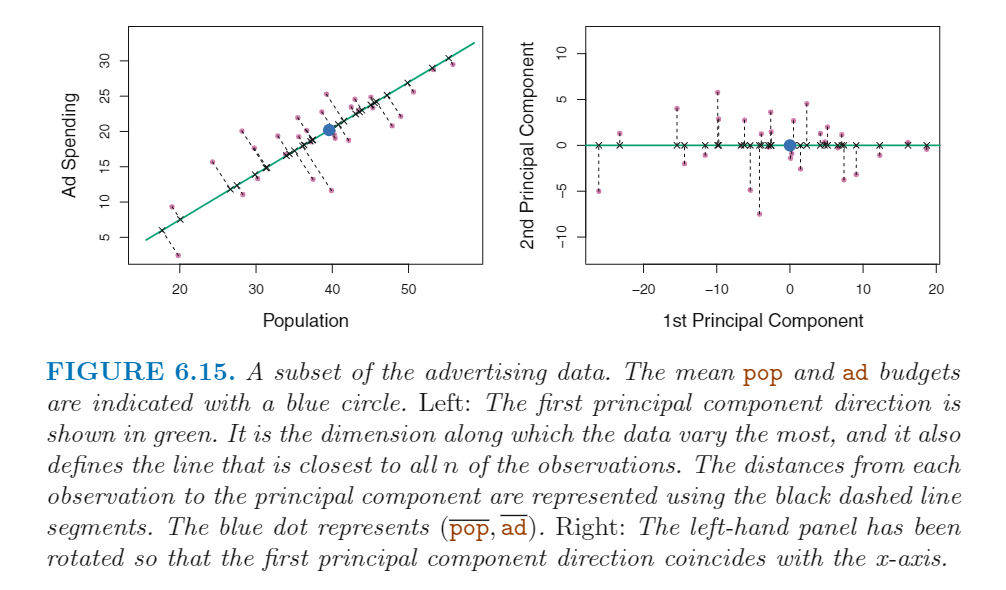 Ad Spending
30
25
20
15
10
5
20 30 40 50
Population
2nd Principal Component
10
5
0
−5
−10
−20 −10 0 10 20
1st Principal Component
FIGURE 6.15. A subset of the advertising data. The mean pop and ad budgets
are indicated with a blue circle. Left: The first principal component direction is
shown in green. It is the dimension along which the data vary the most, and it also
defines the line that is closest to all n of the observations. The distances from each
observation to the principal component are represented using the black dashed line
segments. The blue dot represents (p̅o̅p̅, a̅d̅). Right: The left-hand panel has been
rotated so that the first principal component direction coincides with the x-axis.